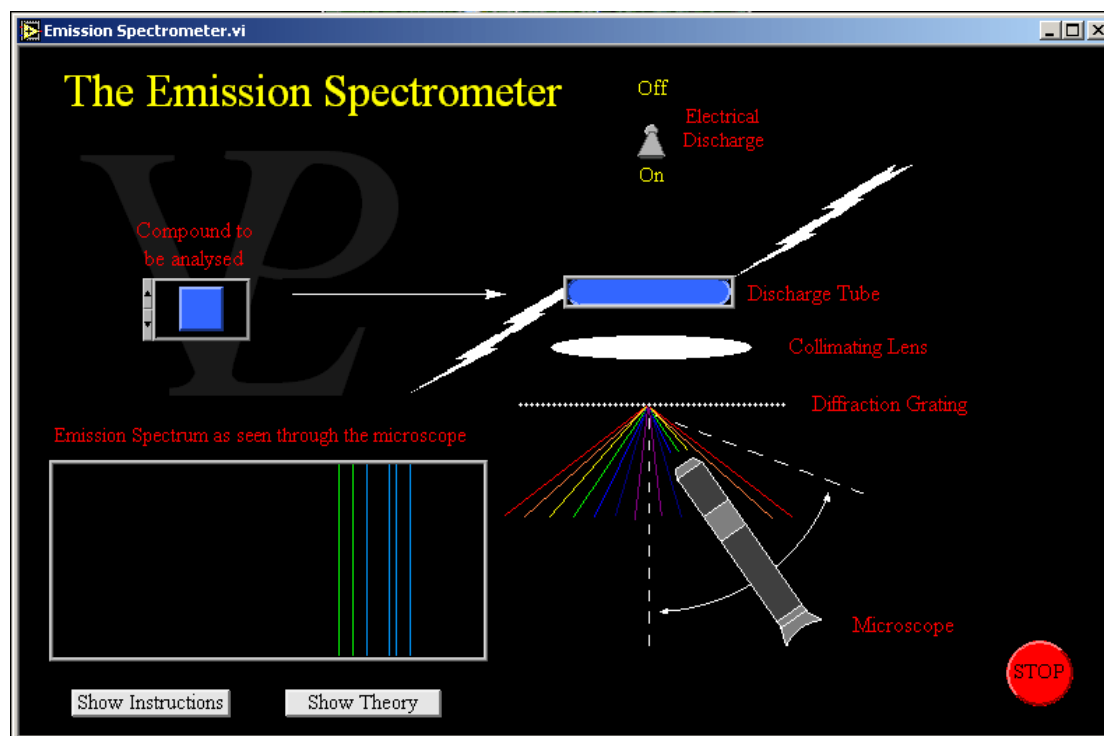 Emission Spectrometer.vi
The Emission Spectrometer
Off
Electrical
Discharge
On
Compound to
be analysed
Discharge Tube
Collimating Lens
Diffraction Grating
Emission Spectrum as seen through the microscope
Microscope
STOP
Show Instructions
Show Theory
VPL